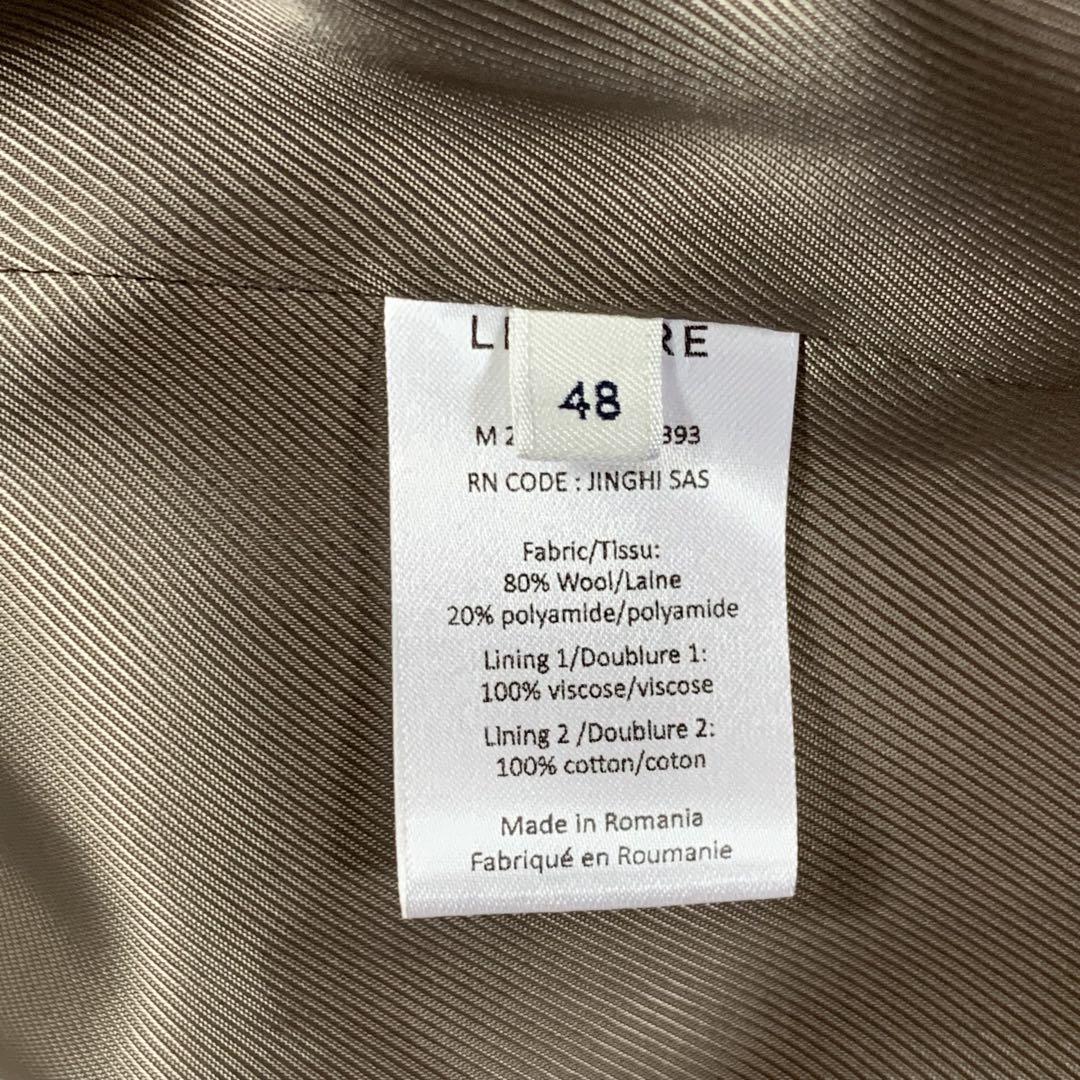 48
RN CODE : JINGHI SAS
Fabric/Tissu:
80% Wool/Laine
20% polyamide/polyamide
Lining 1/Doublure 1:
100% viscose/viscose
Lining 2 /Doublure 2:
100% cotton/coton
Made in Romania
Fabriqué en Roumanie